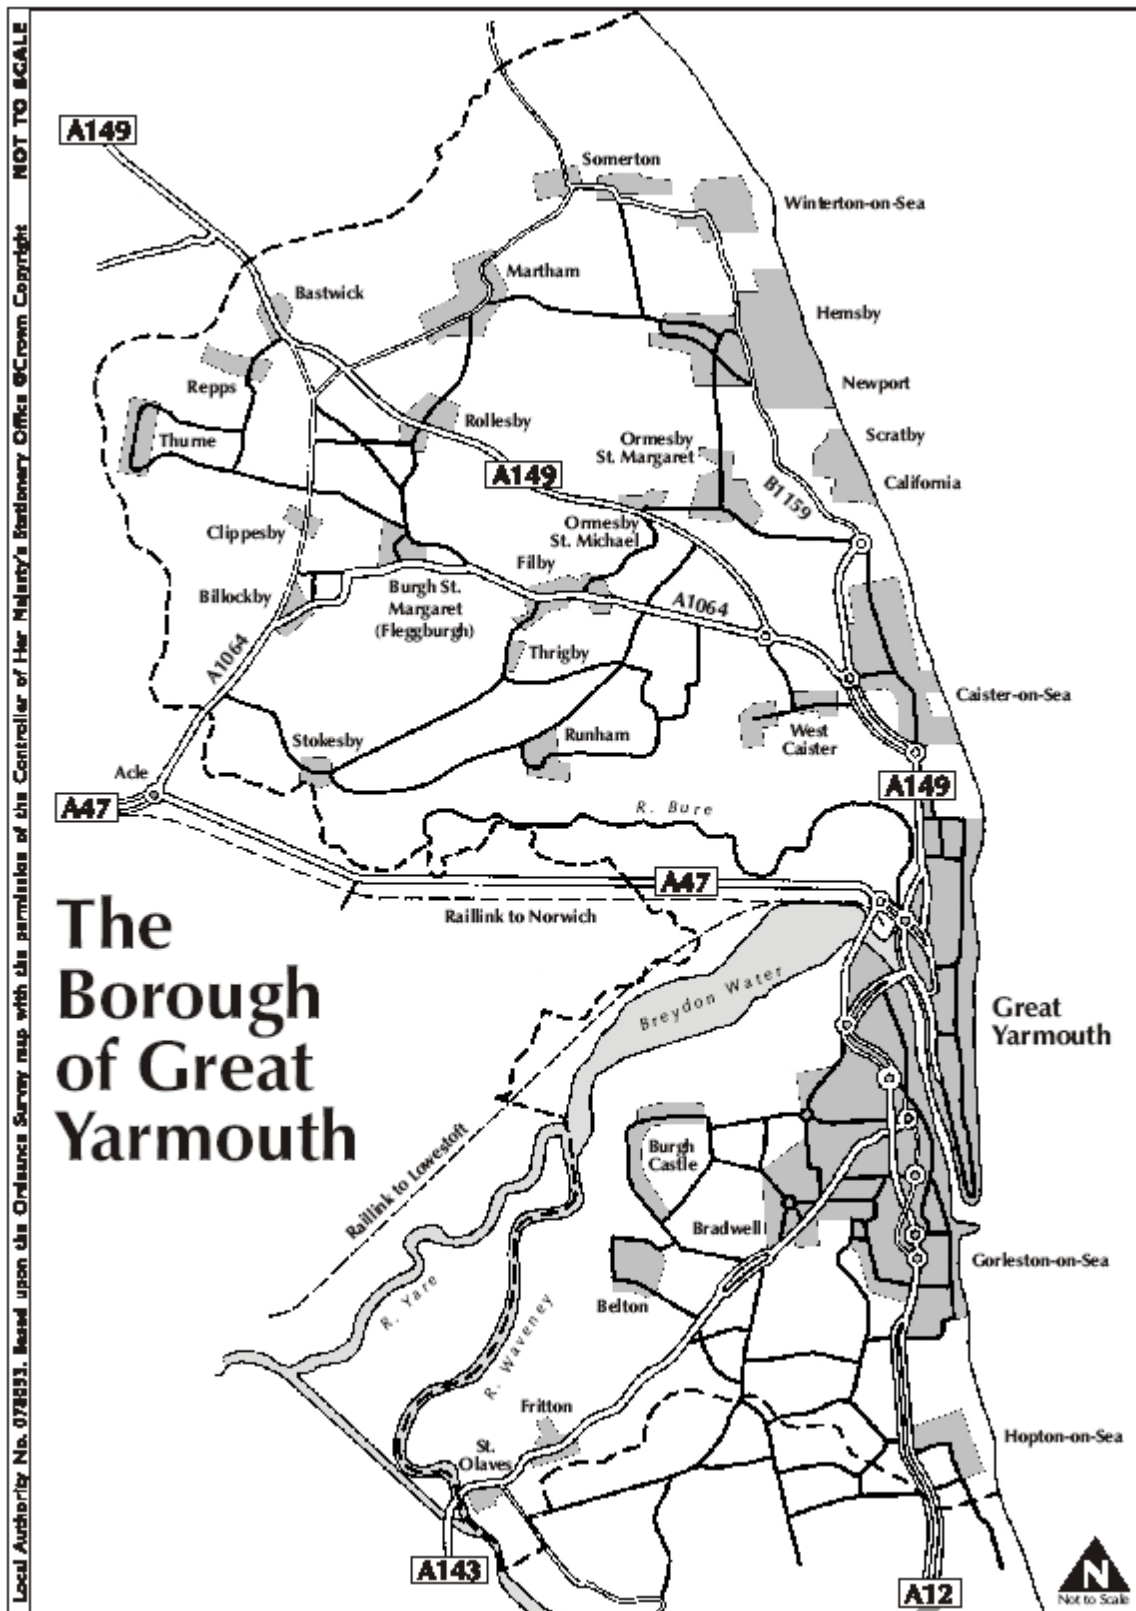 Local Authority No. 078053. Based upon the Ordnance Survey map with the permission of the Controller of Her Majesty's Stationery Office ©Crown Copyright NOT TO SCALE
A149
Somerton
Winterton-on-Sea
Martham
Bastwick
Hemsby
Repps
Newport
Rollesby
Thurne
Scratby
Ormesby
St. Margaret
A149
California
B1159
Clippesby
Ormesby
St. Michael
Filby
Billockby
Burgh St.
Margaret
(Fleggburgh)
A1064
A1064
Thrigby
Caister-on-Sea
Stokesby
Runham
West
Caister
Acle
A47
A149
R. Bure
A47
Raillink to Norwich
The
Borough
of Great
Yarmouth
Breydon Water
Great
Yarmouth
Raillink to Lowestoft
Burgh
Castle
Bradwell
Gorleston-on-Sea
Belton
R. Yare
R. Waveney
Fritton
St.
Olaves
Hopton-on-Sea
A143
A12
N
Not to Scale